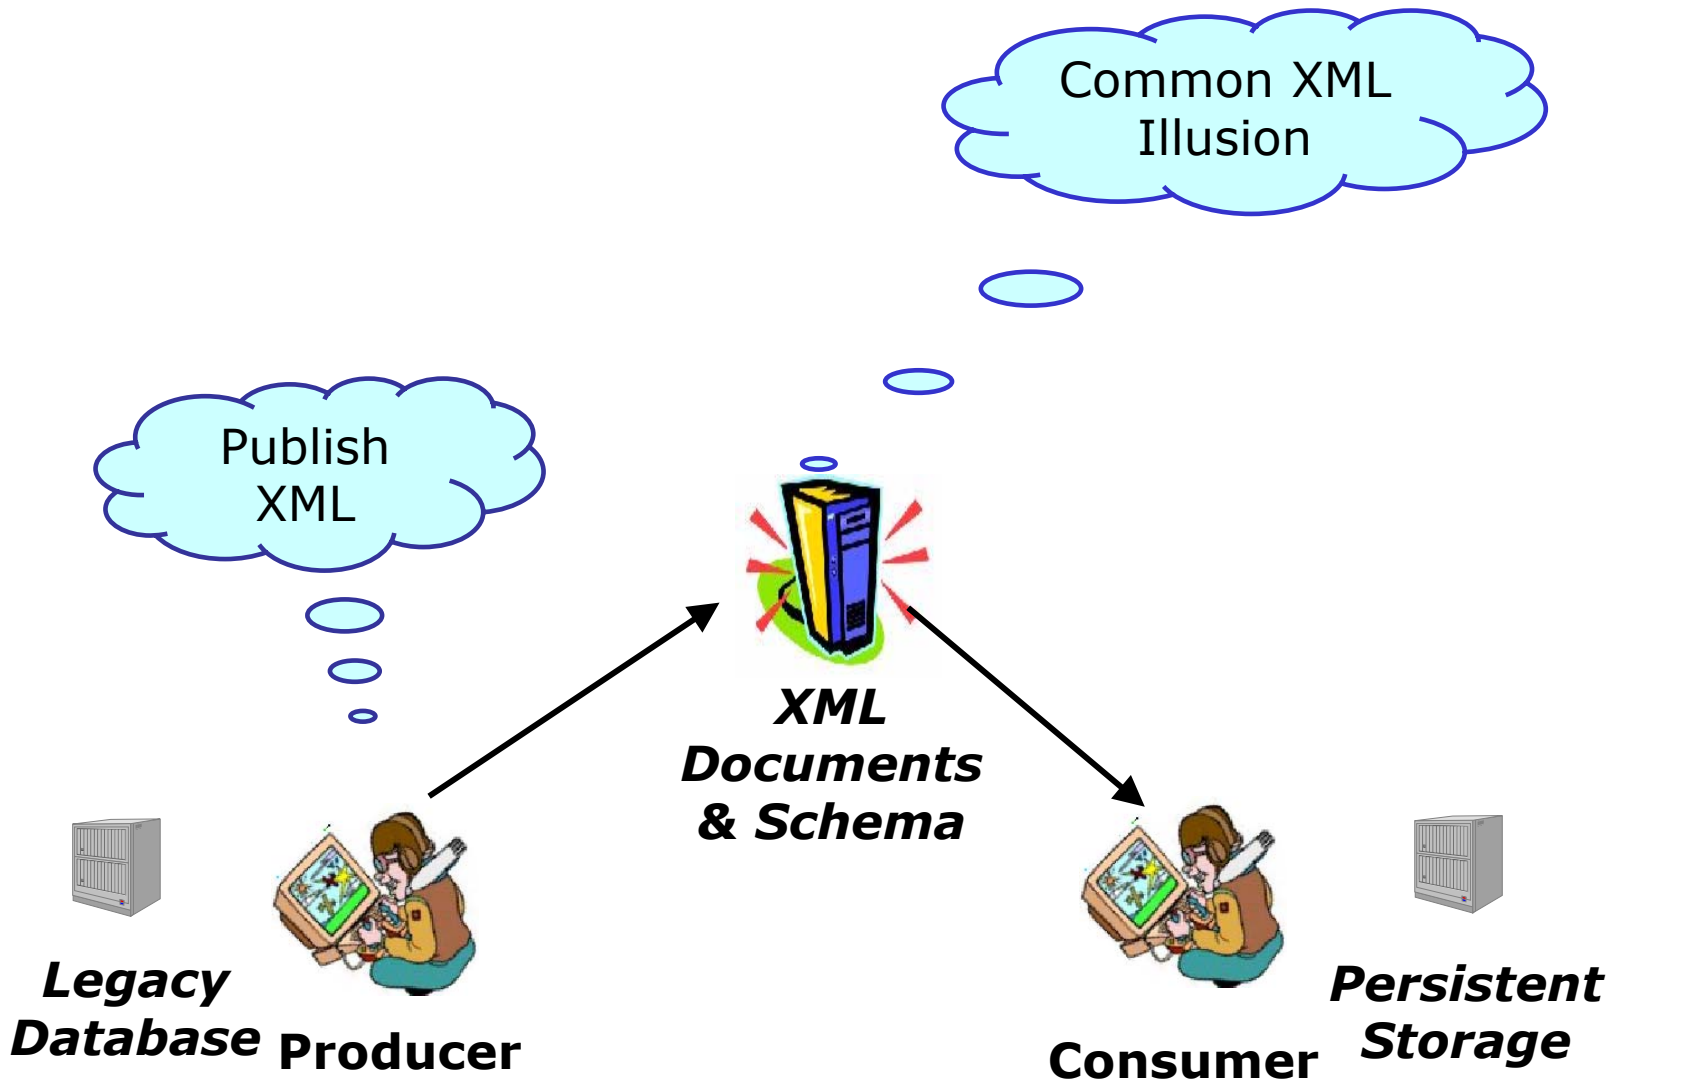 Common XML
Illusion
Publish
XML
XML
Documents
& Schema
Legacy
Database
Producer
Consumer
Persistent
Storage